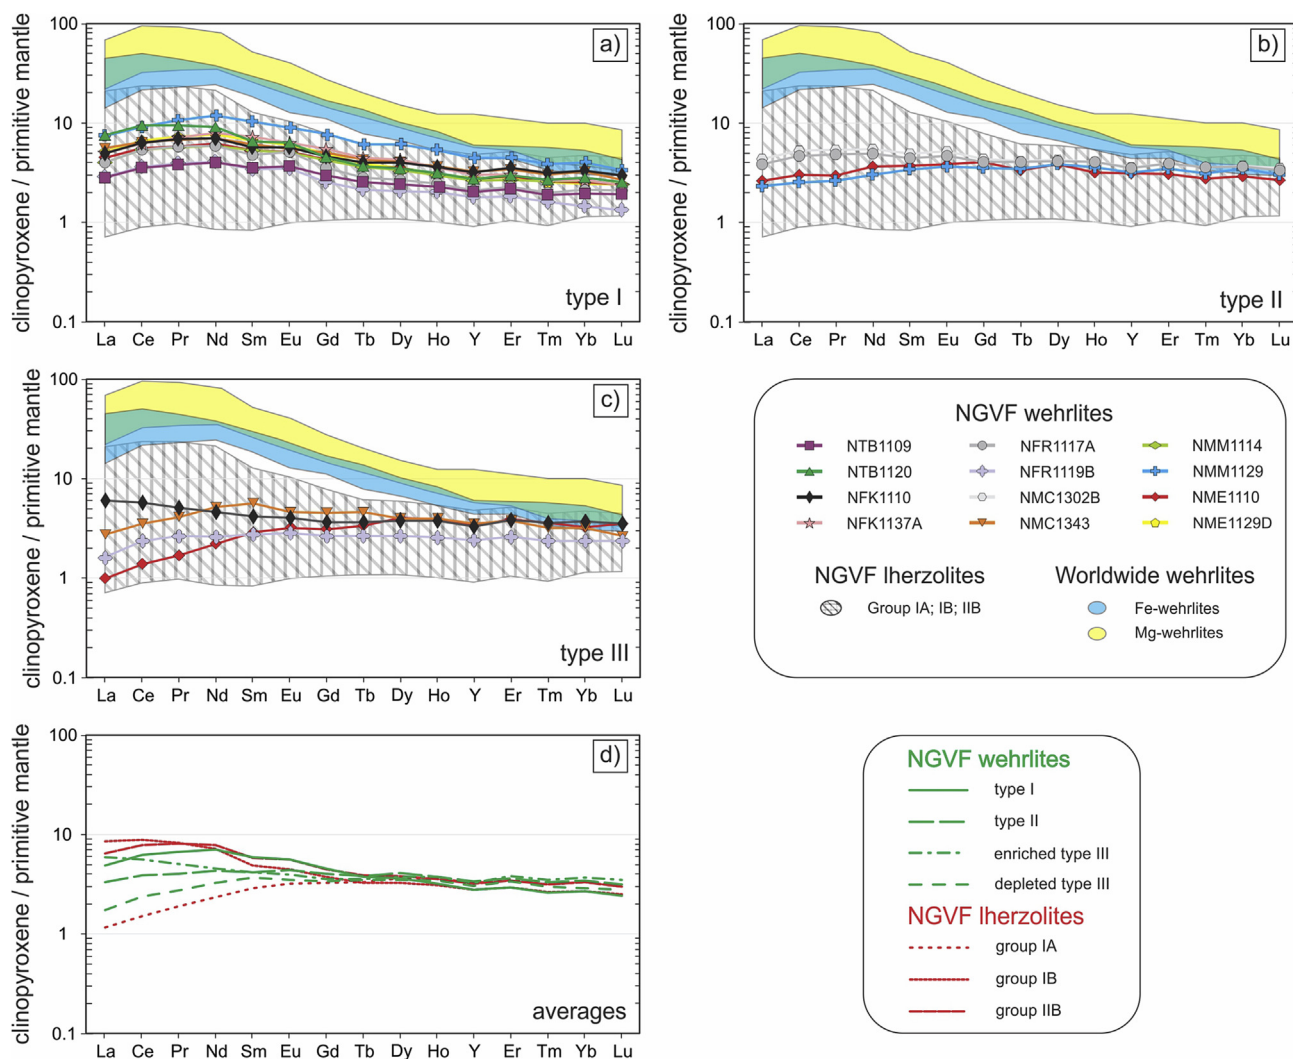 clinopyroxene / primitive mantle
100
10
1
0.1
a)
type I
La Ce Pr Nd Sm Eu Gd Tb Dy Ho Y Er Tm Yb Lu
clinopyroxene / primitive mantle
100
10
1
0.1
b)
type II
La Ce Pr Nd Sm Eu Gd Tb Dy Ho Y Er Tm Yb Lu
clinopyroxene / primitive mantle
100
10
1
0.1
c)
type III
La Ce Pr Nd Sm Eu Gd Tb Dy Ho Y Er Tm Yb Lu
NGVF wehrlites
NTB1109 NFR1117A NMM1114
NTB1120 NFR1119B NMM1129
NFK1110 NMC1302B NME1110
NFK1137A NMC1343 NME1129D
NGVF lherzolites Worldwide wehrlites
Group IA; IB; IIB Fe-wehrlites
Mg-wehrlites
clinopyroxene / primitive mantle
100
10
1
0.1
d)
averages
La Ce Pr Nd Sm Eu Gd Tb Dy Ho Y Er Tm Yb Lu
NGVF wehrlites
type I
type II
enriched type III
depleted type III
NGVF lherzolites
group IA
group IB
group IIB